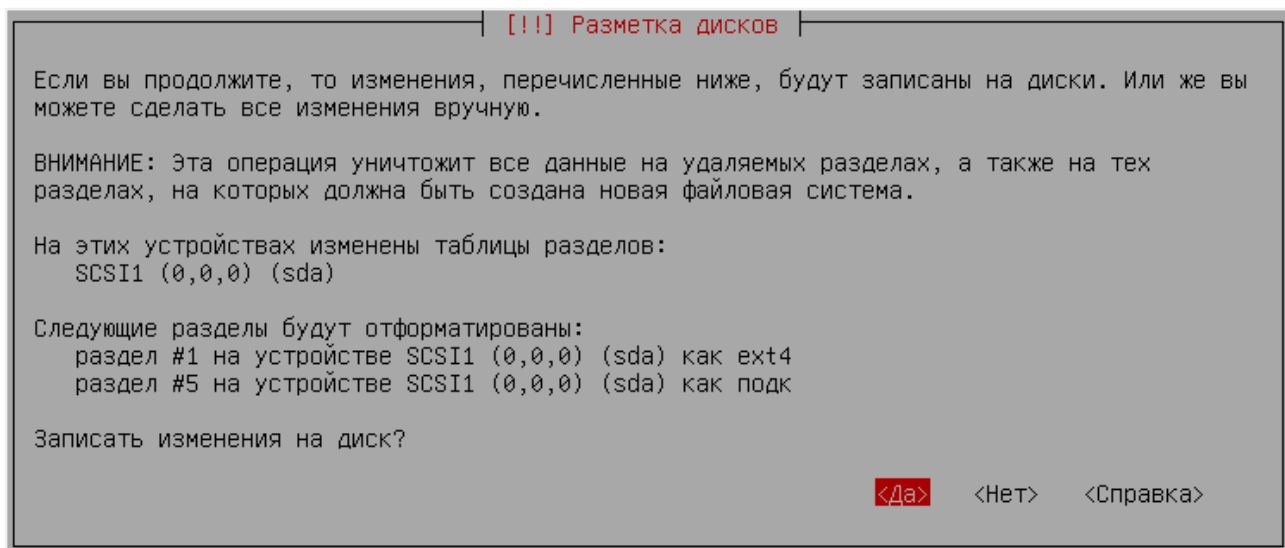 [!!] Разметка дисков
Если вы продолжите, то изменения, перечисленные ниже, будут записаны на диски. Или же вы
можете сделать все изменения вручную.
ВНИМАНИЕ: Эта операция уничтожит все данные на удаляемых разделах, а также на тех
разделах, на которых должна быть создана новая файловая система.
На этих устройствах изменены таблицы разделов:
SCSI1 (0,0,0) (sda)
Следующие разделы будут отформатированы:
раздел #1 на устройстве SCSI1 (0,0,0) (sda) как ext4
раздел #5 на устройстве SCSI1 (0,0,0) (sda) как подк
Записать изменения на диск?
<Да> <Нет> <Справка>